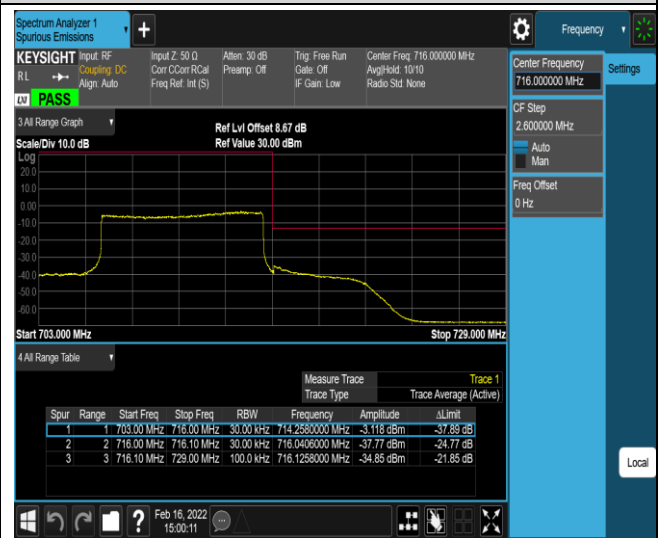 Spectrum Analyzer 1
Spurious Emissions
+
Frequency
KEYSIGHT Input: RF Input Z: 50 Ω Atten: 30 dB Trig: Free Run Center Freq: 716.000000 MHz
R L Coupling: DC Corr CCorr RCal Preamp: Off Gate: Off Avg|Hold: 10/10
Align: Auto Freq Ref: Int (S) IF Gain: Low Radio Std: None
LXI PASS
Center Frequency
716.000000 MHz
Settings
CF Step
2.600000 MHz
Auto
Man
Freq Offset
0 Hz
3 All Range Graph
Ref Lvl Offset 8.67 dB
Scale/Div 10.0 dB Ref Value 30.00 dBm
Log
20.0
10.0
0.00
-10.0
-20.0
-30.0
-40.0
-50.0
-60.0
Start 703.000 MHz Stop 729.000 MHz
4 All Range Table
Measure Trace Trace 1
Trace Type Trace Average (Active)
Spur Range Start Freq Stop Freq RBW Frequency Amplitude ΔLimit
1 1 703.00 MHz 716.00 MHz 30.00 kHz 714.2580000 MHz -3.118 dBm -37.89 dB
2 2 716.00 MHz 716.10 MHz 30.00 kHz 716.0406000 MHz -37.77 dBm -24.77 dB
3 3 716.10 MHz 729.00 MHz 100.0 kHz 716.1258000 MHz -34.85 dBm -21.85 dB
Local
? Feb 16, 2022
15:00:11